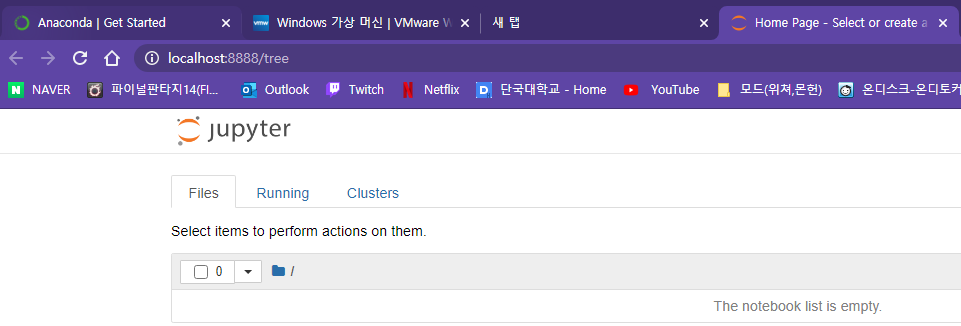 Anaconda | Get Started
Windows 가상 머신 | VMware W
새 탭
Home Page - Select or create a
localhost:8888/tree
NAVER
파이널판타지14(FI...
Outlook
Twitch
Netflix
단국대학교 - Home
YouTube
모드(위쳐,몬헌)
온디스크-온디토커
jupyter
Files
Running
Clusters
Select items to perform actions on them.
0
/
The notebook list is empty.